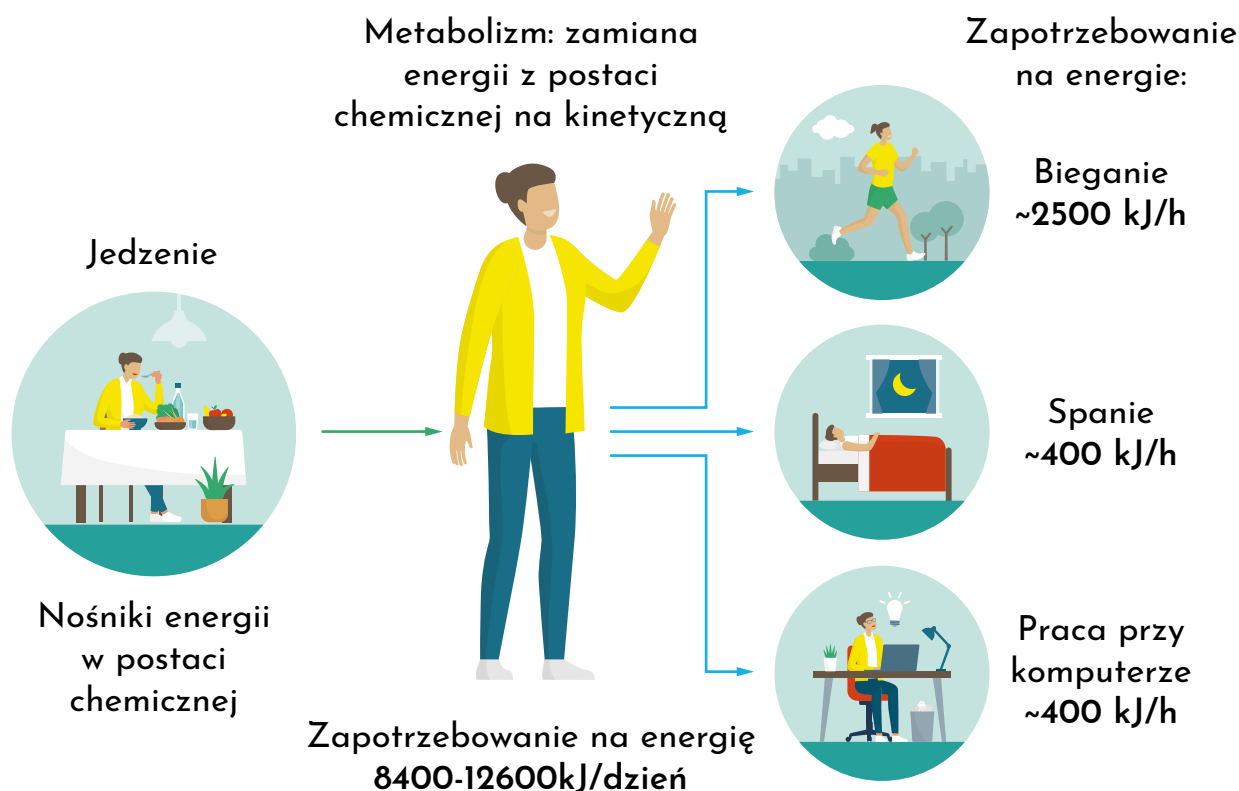 Jedzenie
Nośniki energii
w postaci
chemicznej
Metabolizm: zamiana
energii z postaci
chemicznej na kinetyczną
Zapotrzebowanie na energię
8400-12600kJ/dzień
Zapotrzebowanie
na energie:
Bieganie
~2500 kJ/h
Spanie
~400 kJ/h
Praca przy
komputerze
~400 kJ/h